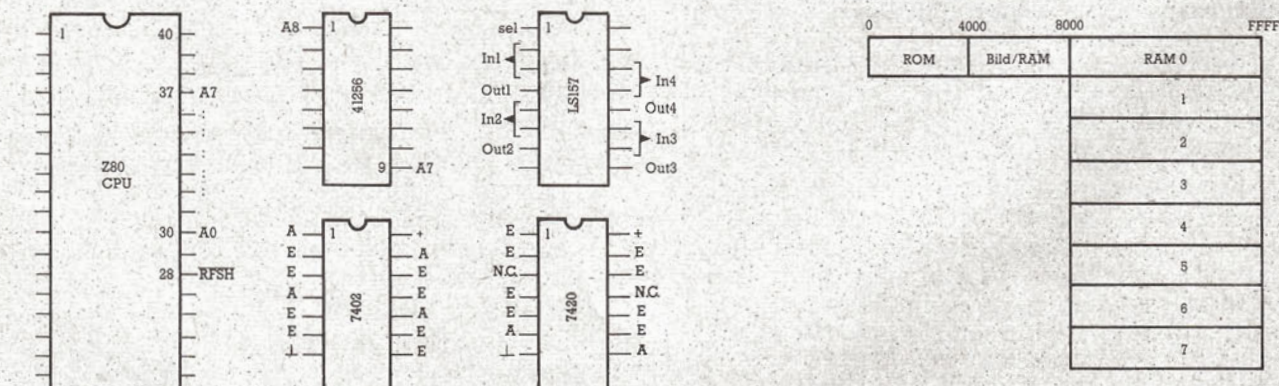 1
40
37 A7
Z80
CPU
30 A0
28 RFSH
A8 1
41256
9 A7
sel 1
In1
Out1
In2
Out2
LS157
In4
Out4
In3
Out3
A 1 +
E A
E E
A E
E A
E E
⊥ E
7402
E 1 +
E E
N.C. E
E N.C.
E E
A E
⊥ A
7420
0 4000 8000 FFFF
ROM Bild/RAM RAM 0
1
2
3
4
5
6
7